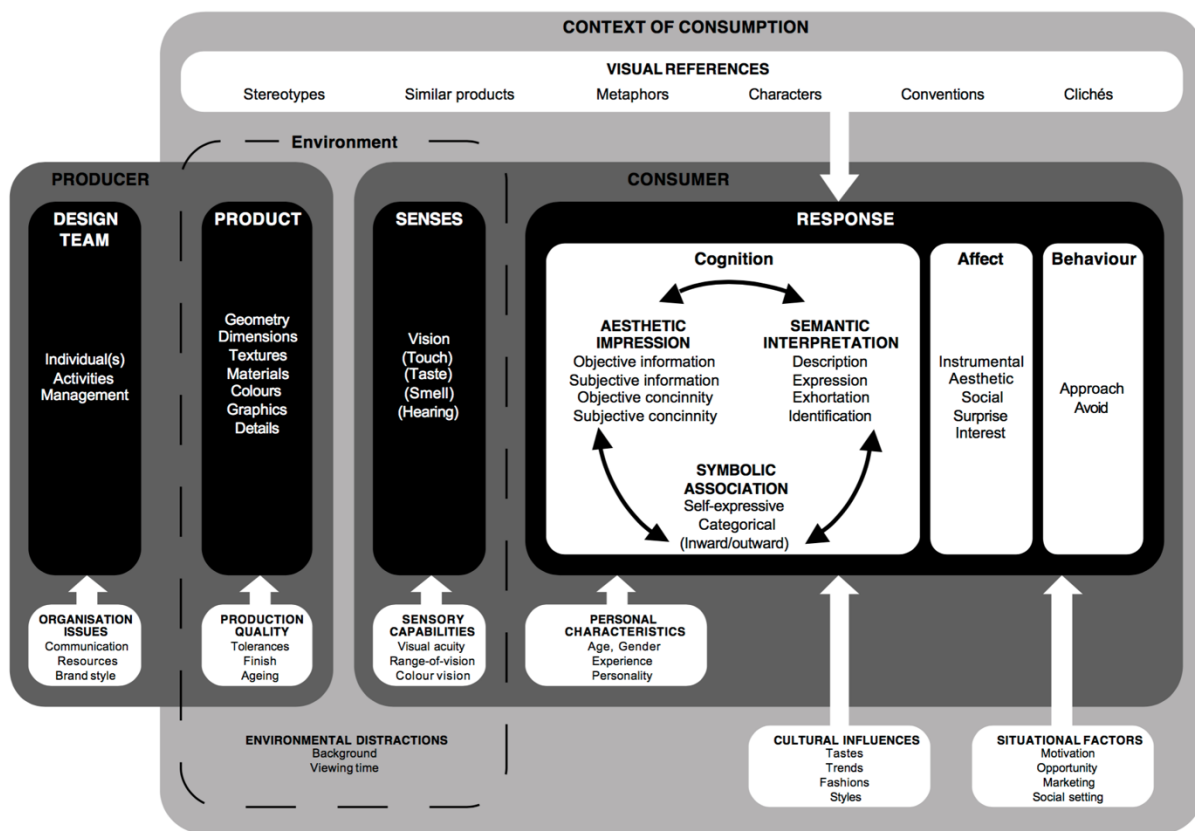 CONTEXT OF CONSUMPTION
VISUAL REFERENCES
Stereotypes Similar products Metaphors Characters Conventions Clichés
Environment
PRODUCER
CONSUMER
DESIGN
TEAM
Individual(s)
Activities
Management
PRODUCT
Geometry
Dimensions
Textures
Materials
Colours
Graphics
Details
SENSES
Vision
(Touch)
(Taste)
(Smell)
(Hearing)
RESPONSE
Cognition
AESTHETIC
IMPRESSION
Objective information
Subjective information
Objective concinnity
Subjective concinnity
SEMANTIC
INTERPRETATION
Description
Expression
Exhortation
Identification
SYMBOLIC
ASSOCIATION
Self-expressive
Categorical
(Inward/outward)
Affect
Instrumental
Aesthetic
Social
Surprise
Interest
Behaviour
Approach
Avoid
ORGANISATION
ISSUES
Communication
Resources
Brand style
PRODUCTION
QUALITY
Tolerances
Finish
Ageing
SENSORY
CAPABILITIES
Visual acuity
Range-of-vision
Colour vision
PERSONAL
CHARACTERISTICS
Age, Gender
Experience
Personality
ENVIRONMENTAL DISTRACTIONS
Background
Viewing time
CULTURAL INFLUENCES
Tastes
Trends
Fashions
Styles
SITUATIONAL FACTORS
Motivation
Opportunity
Marketing
Social setting